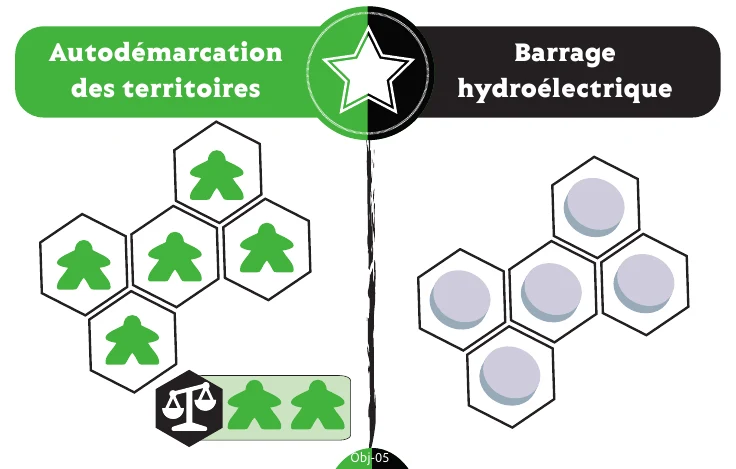 Autodémarcation
des territoires
Barrage
hydroélectrique
Obj-05